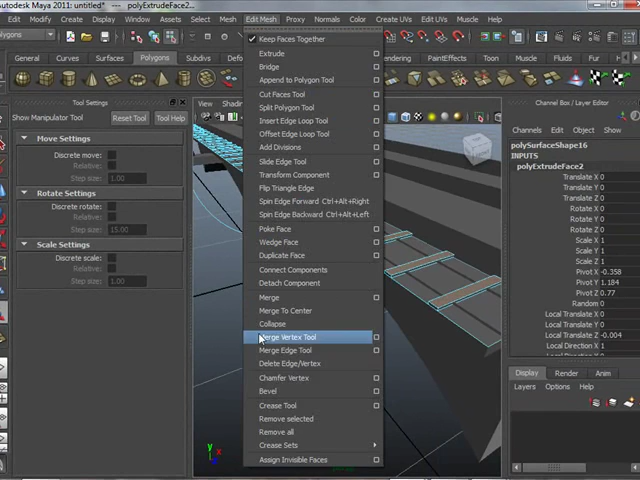 Autodesk Maya 2011: untitled* --- polyExtrudeFace2...
Modify Create Display Window Assets Select Mesh Edit Mesh Proxy Normals Color Create UVs Edit UVs Muscle
Polygons
General Curves Surfaces Polygons PaintEffects Toon Muscle Fluids Fur
Tool Settings
Show Manipulator Tool
Reset Tool Tool Help
Move Settings
Discrete move:
Relative:
Step size: 1.00
Rotate Settings
Discrete rotate:
Relative:
Step size: 15.00
Scale Settings
Discrete scale:
Relative:
Step size: 1.00
View Shading
Keep Faces Together
Extrude
Bridge
Append to Polygon Tool
Cut Faces Tool
Split Polygon Tool
Insert Edge Loop Tool
Offset Edge Loop Tool
Add Divisions
Slide Edge Tool
Transform Component
Flip Triangle Edge
Spin Edge Forward Ctrl+Alt+Right
Spin Edge Backward Ctrl+Alt+Left
Poke Face
Wedge Face
Duplicate Face
Connect Components
Detach Component
Merge
Merge To Center
Collapse
Merge Vertex Tool
Merge Edge Tool
Delete Edge/Vertex
Chamfer Vertex
Bevel
Crease Tool
Remove selected
Remove all
Crease Sets
Assign Invisible Faces
Channel Box / Layer Editor
Channels Edit Object Show
polySurfaceShape16
INPUTS
polyExtrudeFace2
Translate X 0
Translate Y 0
Translate Z 0
Rotate X 0
Rotate Y 0
Rotate Z 0
Scale X 1
Scale Y 1
Scale Z 1
Pivot X -0.358
Pivot Y 1.184
Pivot Z 0.77
Random 0
Local Translate X 0
Local Translate Y 0
Local Translate Z -0.004
Local Direction X 1
Display Render Anim
Layers Options Help
y
z x